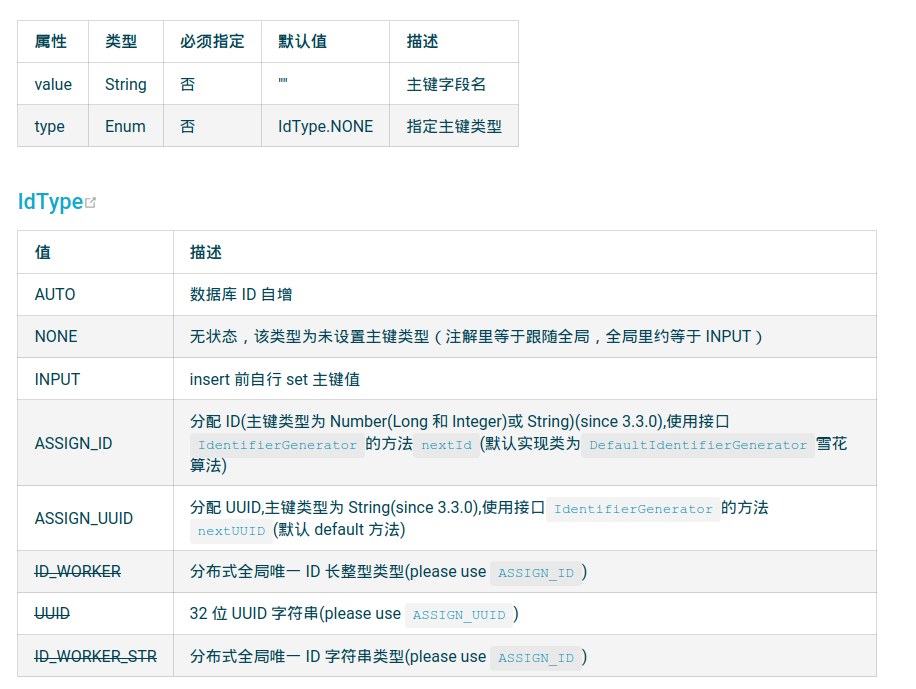 属性 类型 必须指定 默认值 描述
value String 否 "" 主键字段名
type Enum 否 IdType.NONE 指定主键类型
IdType
值 描述
AUTO 数据库 ID 自增
NONE 无状态，该类型为未设置主键类型（注解里等于跟随全局，全局里约等于 INPUT）
INPUT insert 前自行 set 主键值
ASSIGN_ID 分配 ID(主键类型为 Number(Long 和 Integer)或 String)(since 3.3.0),使用接口
IdentifierGenerator 的方法 nextId (默认实现类为 DefaultIdentifierGenerator 雪花
算法)
ASSIGN_UUID 分配 UUID,主键类型为 String(since 3.3.0),使用接口 IdentifierGenerator 的方法
nextUUID (默认 default 方法)
ID_WORKER 分布式全局唯一 ID 长整型类型(please use ASSIGN_ID )
UUID 32 位 UUID 字符串(please use ASSIGN_UUID )
ID_WORKER_STR 分布式全局唯一 ID 字符串类型(please use ASSIGN_ID )